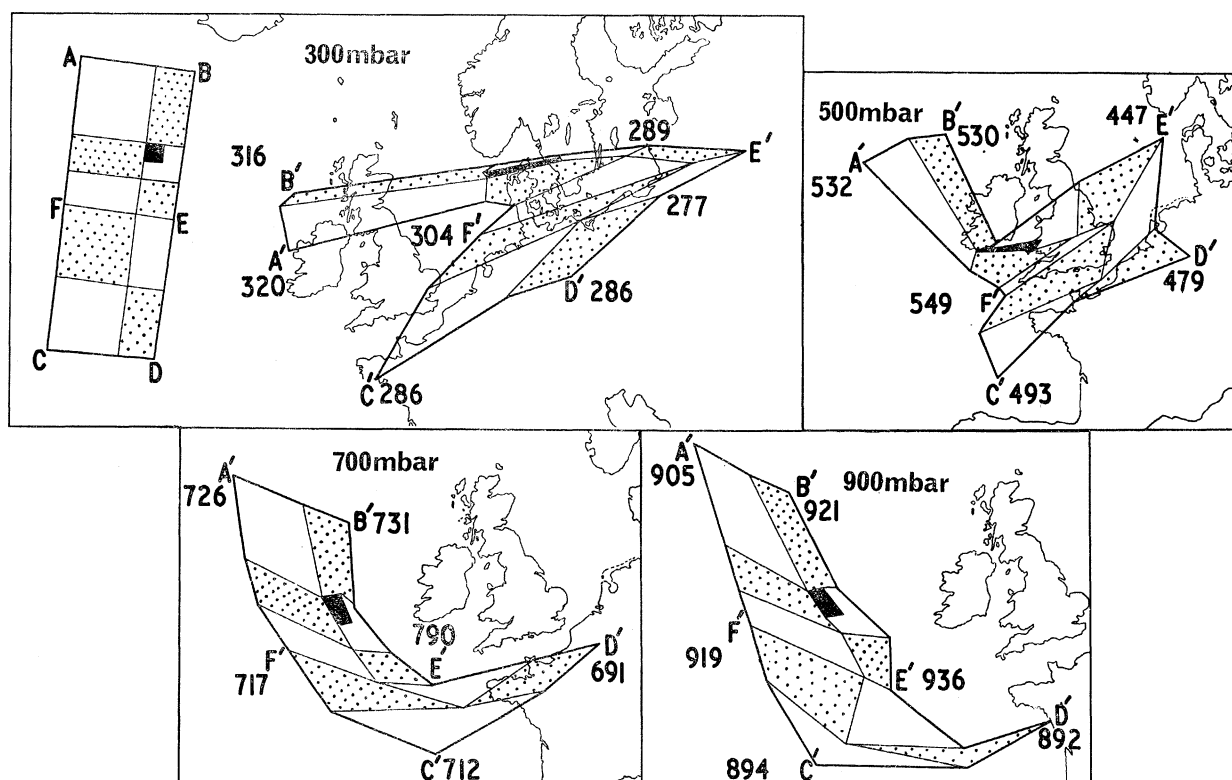 A
B
F
E
C
D
300mbar
316
B'
A'
320
304 F'
289
E'
277
D' 286
C' 286
500mbar
A'
532
B'
530
447
E'
549
F'
D'
479
C' 493
700mbar
A'
726
B' 731
790
E'
F'
717
D'
691
C' 712
900mbar
A'
905
B'
921
F'
919
E' 936
D'
892
894
C'